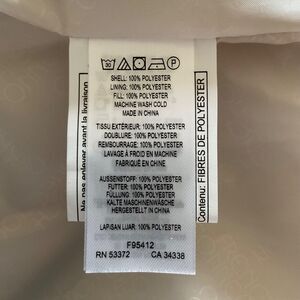 30
P
SHELL: 100% POLYESTER
LINING: 100% POLYESTER
FILL: 100% POLYESTER
MACHINE WASH COLD
MADE IN CHINA
TISSU EXTÉRIEUR: 100% POLYESTER
DOUBLURE: 100% POLYESTER
REMBOURRAGE: 100% POLYESTER
LAVAGE À FROID EN MACHINE
FABRIQUÉ EN CHINE
AUSSENSTOFF: 100% POLYESTER
FUTTER: 100% POLYESTER
FÜLLUNG: 100% POLYESTER
KALTE MASCHINENWÄSCHE
HERGESTELLT IN CHINA
LAPISAN LUAR: 100% POLYESTER
F95412
RN 53372 CA 34338
Ne pas enlever avant la livraison
Contenu: FIBRES DE POLYESTER